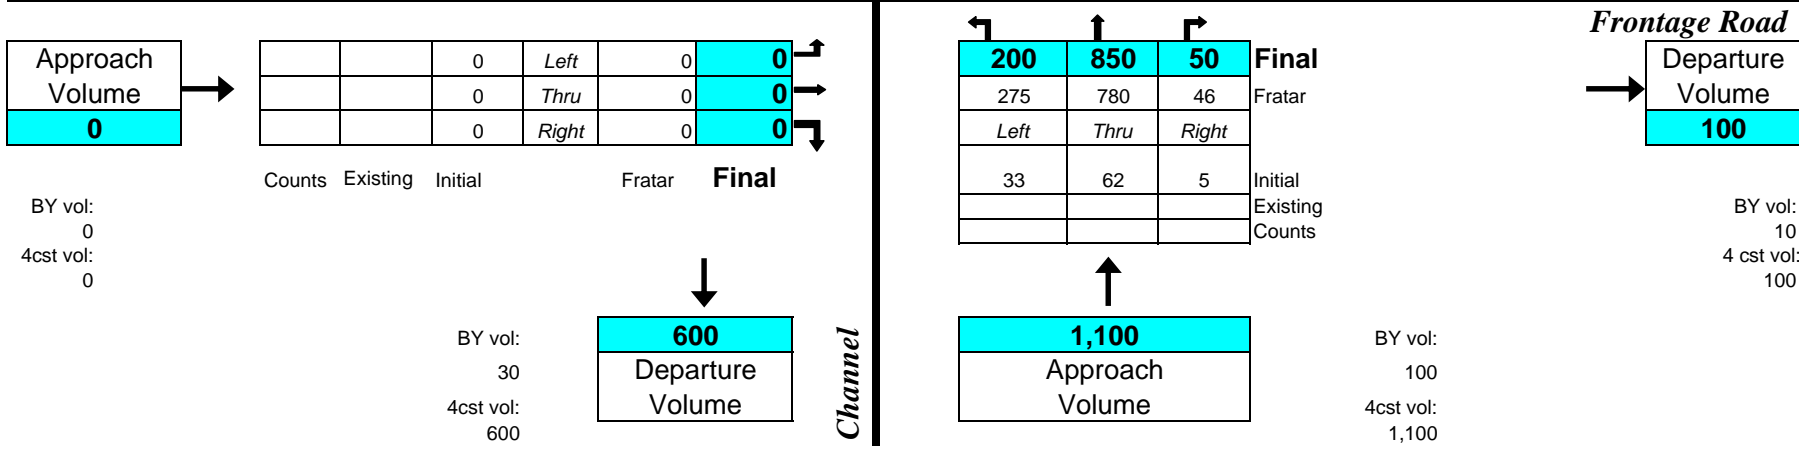 Frontage Road
Approach
Volume
0
0 Left 0 0
0 Thru 0 0
0 Right 0 0
Counts Existing Initial Fratar Final
BY vol:
0
4cst vol:
0
BY vol:
30
4cst vol:
600
600
Departure
Volume
Channel
200 850 50 Final
275 780 46 Fratar
Left Thru Right
33 62 5 Initial
Existing
Counts
1,100
Approach
Volume
BY vol:
100
4cst vol:
1,100
Departure
Volume
100
BY vol:
10
4 cst vol:
100